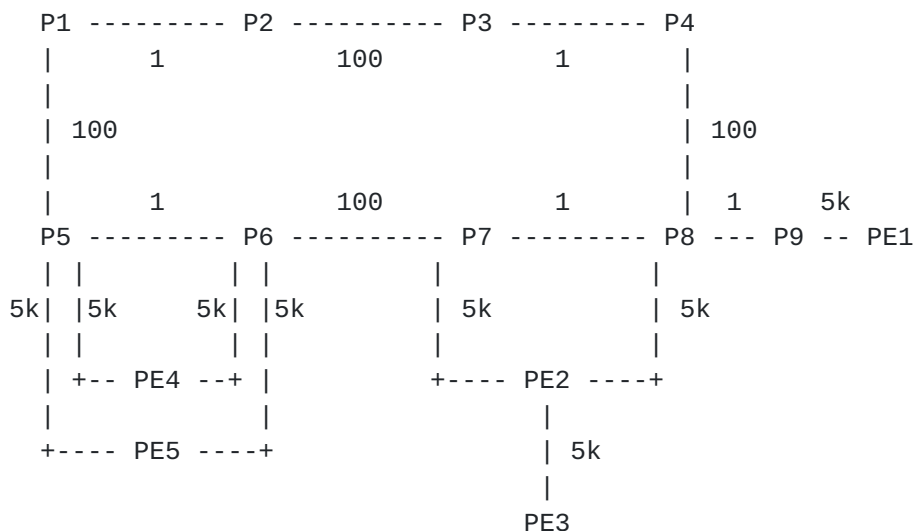 P1 --------- P2 ---------- P3 --------- P4
|      1           100           1       |
|                                        |
| 100                                    | 100
|                                        |
|      1           100           1       |  1     5k
P5 --------- P6 ---------- P7 --------- P8 --- P9 -- PE1
| |         | |          |             |
5k| |5k     5k| |5k        | 5k          | 5k
| |         | |          |             |
| +-- PE4 --+ |          +---- PE2 ----+
|             |                 |
+---- PE5 ----+                 | 5k
|
PE3